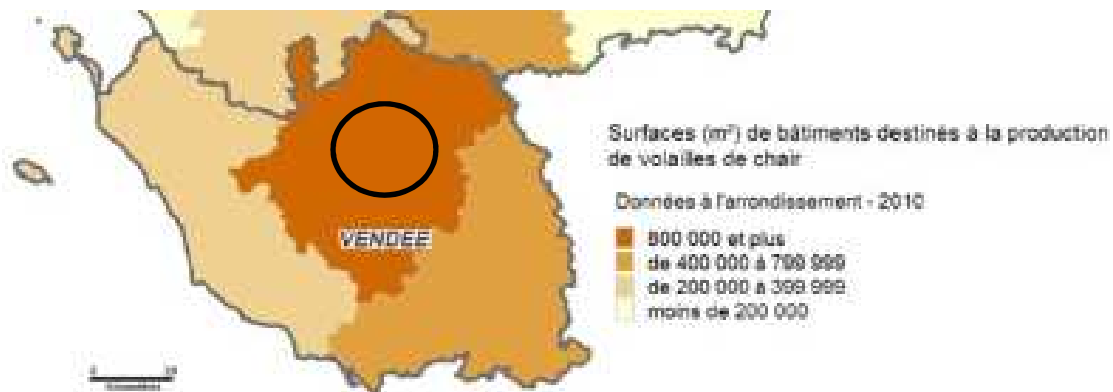 Surfaces (m²) de bâtiments destinés à la production
de volailles de chair
Données à l'arrondissement - 2010
800 000 et plus
de 400 000 à 799 999
de 200 000 à 399 999
moins de 200 000
VENDEE